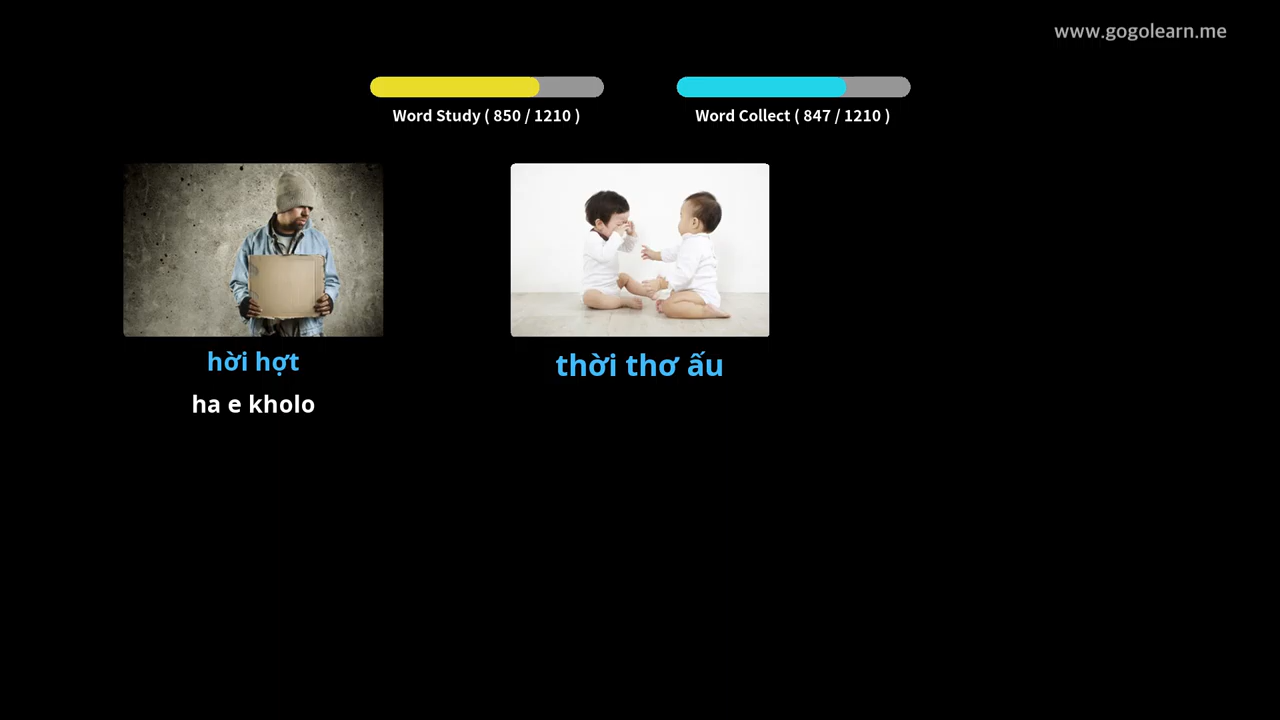 www.gogolearn.me
Word Study ( 850 / 1210 )
Word Collect ( 847 / 1210 )
hời hợt
ha e kholo
thời thơ ấu